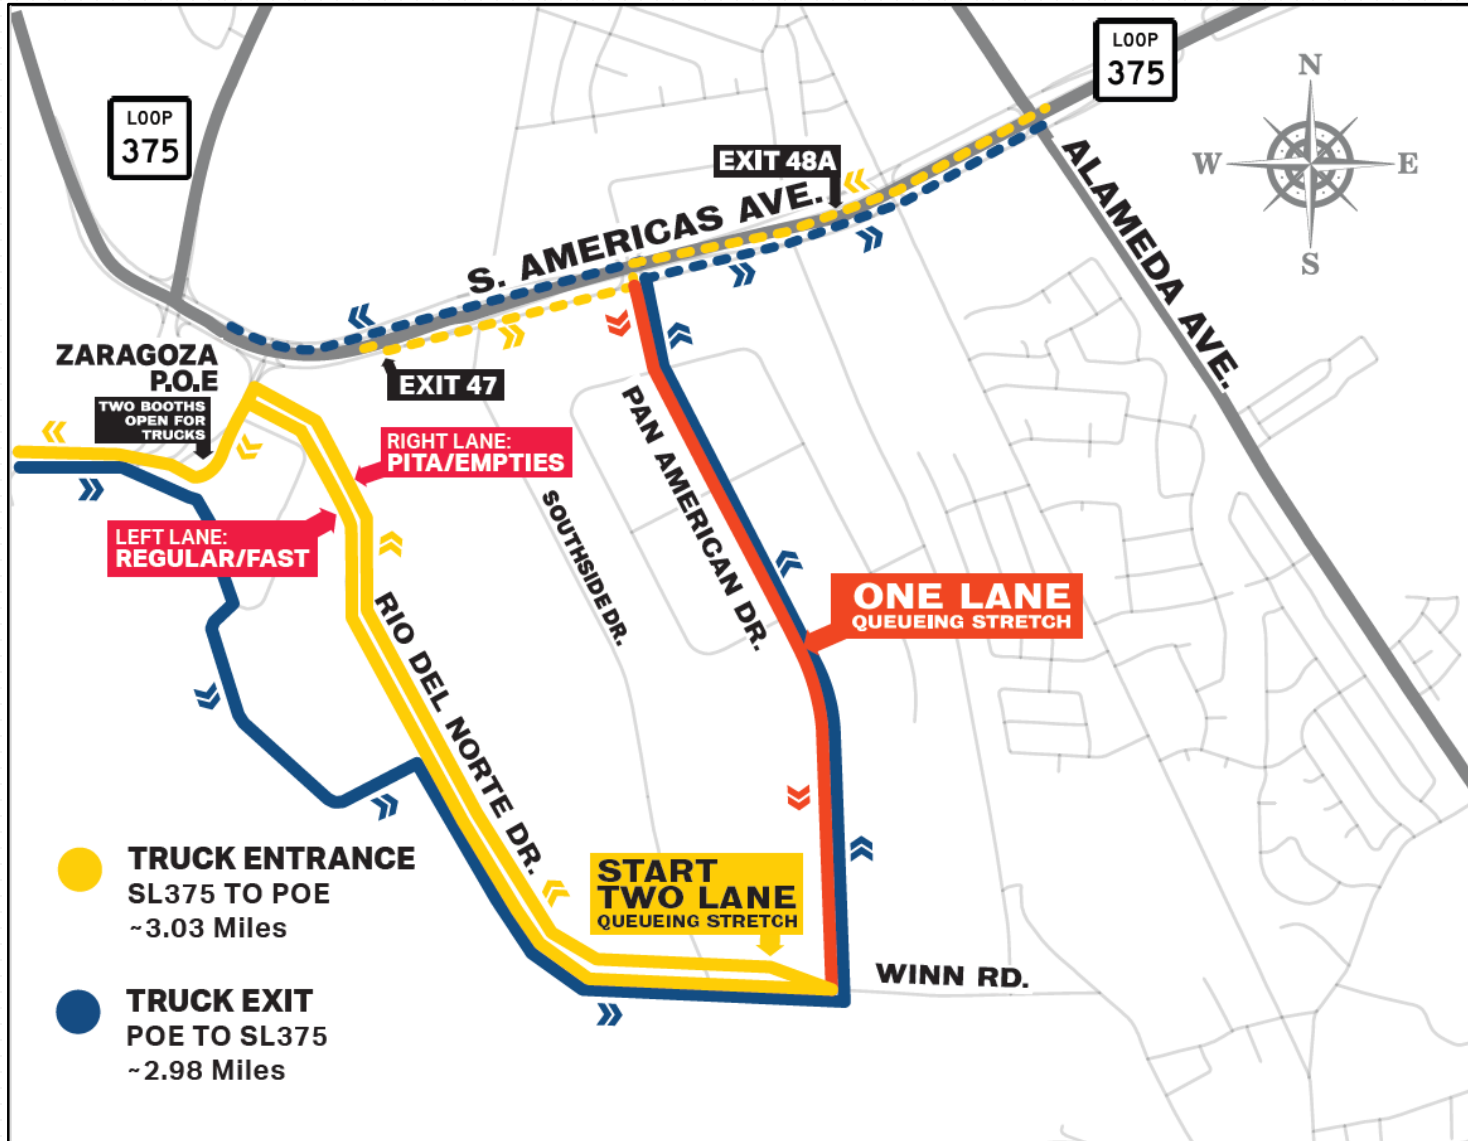 LOOP
375
LOOP
375
N
W
E
S
EXIT 48A
S. AMERICAS AVE.
ALAMEDA AVE.
ZARAGOZA
P.O.E
TWO BOOTHS
OPEN FOR
TRUCKS
EXIT 47
RIGHT LANE:
PITA/EMPTIES
LEFT LANE:
REGULAR/FAST
PAN AMERICAN DR.
SOUTHSIDE DR.
RIO DEL NORTE DR.
ONE LANE
QUEUEING STRETCH
START
TWO LANE
QUEUEING STRETCH
WINN RD.
TRUCK ENTRANCE
SL375 TO POE
~3.03 Miles
TRUCK EXIT
POE TO SL375
~2.98 Miles